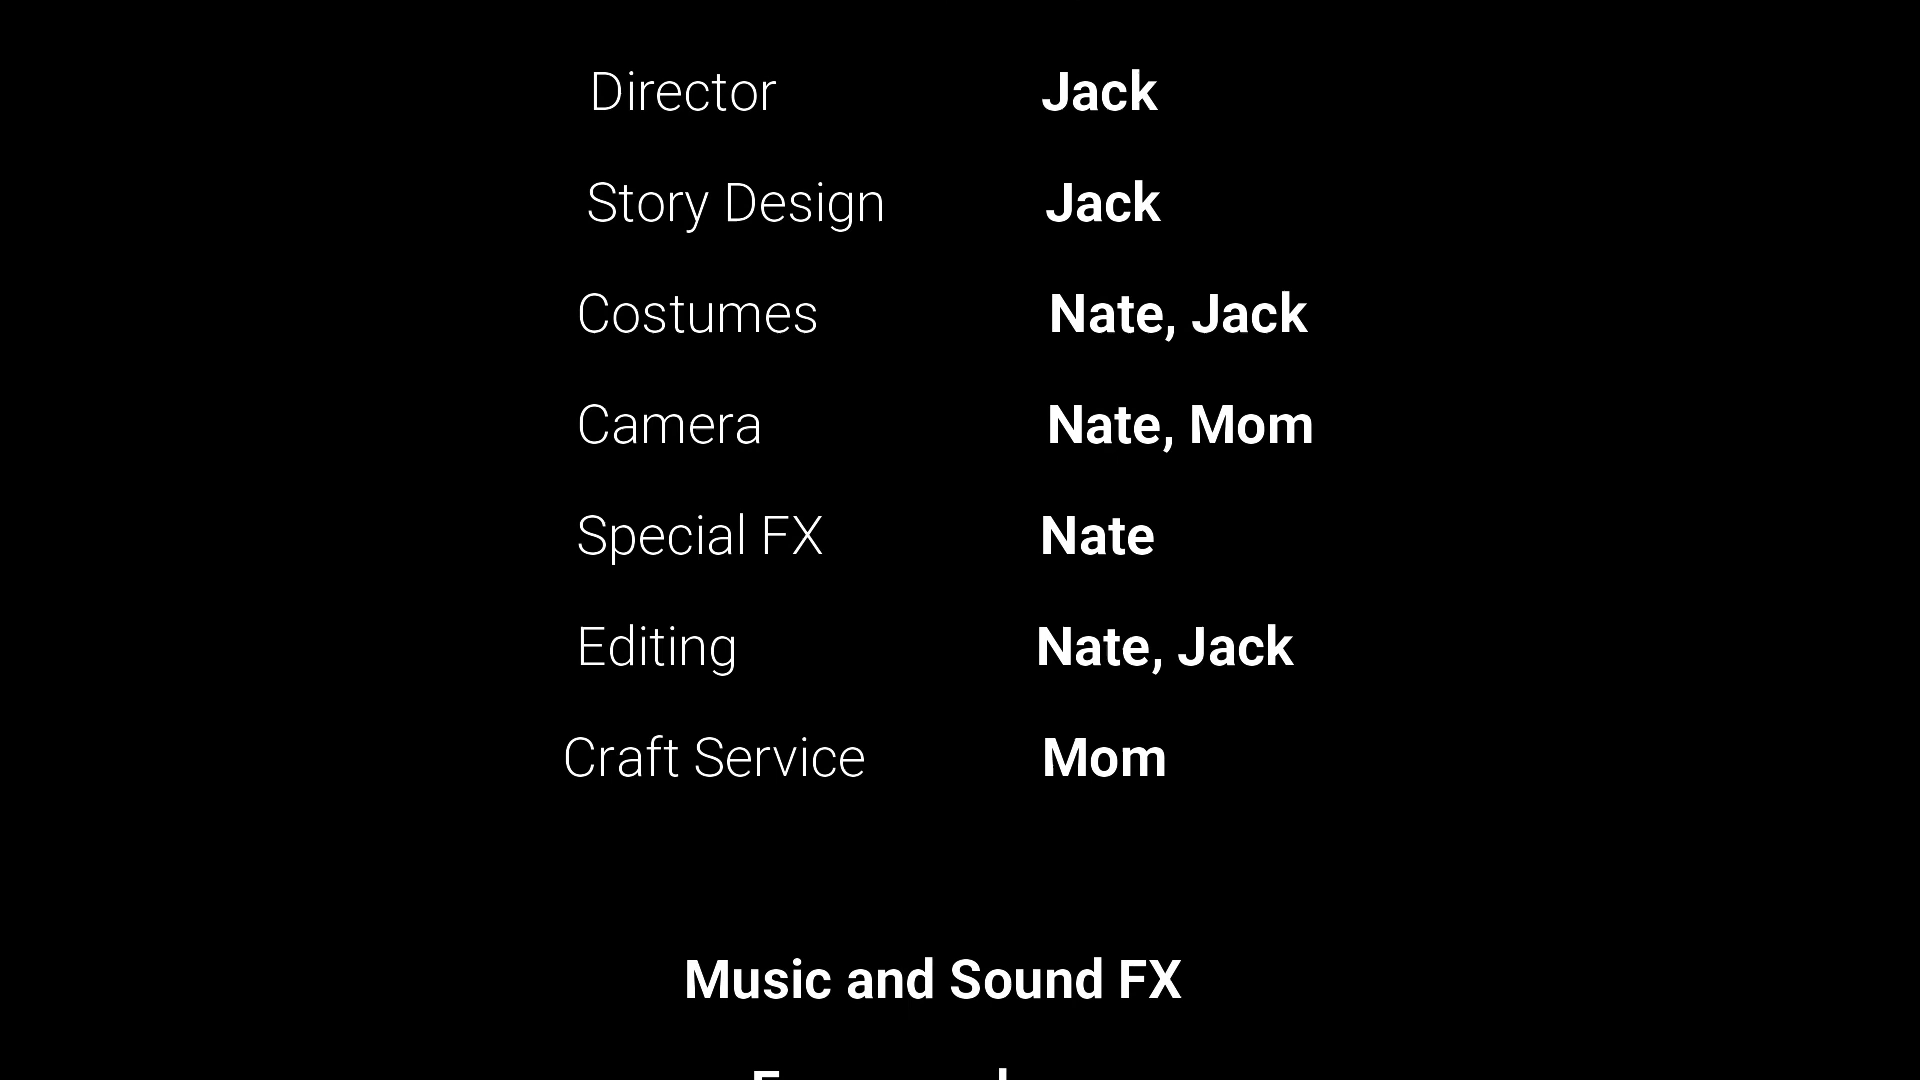 Director Jack
Story Design Jack
Costumes Nate, Jack
Camera Nate, Mom
Special FX Nate
Editing Nate, Jack
Craft Service Mom
Music and Sound FX